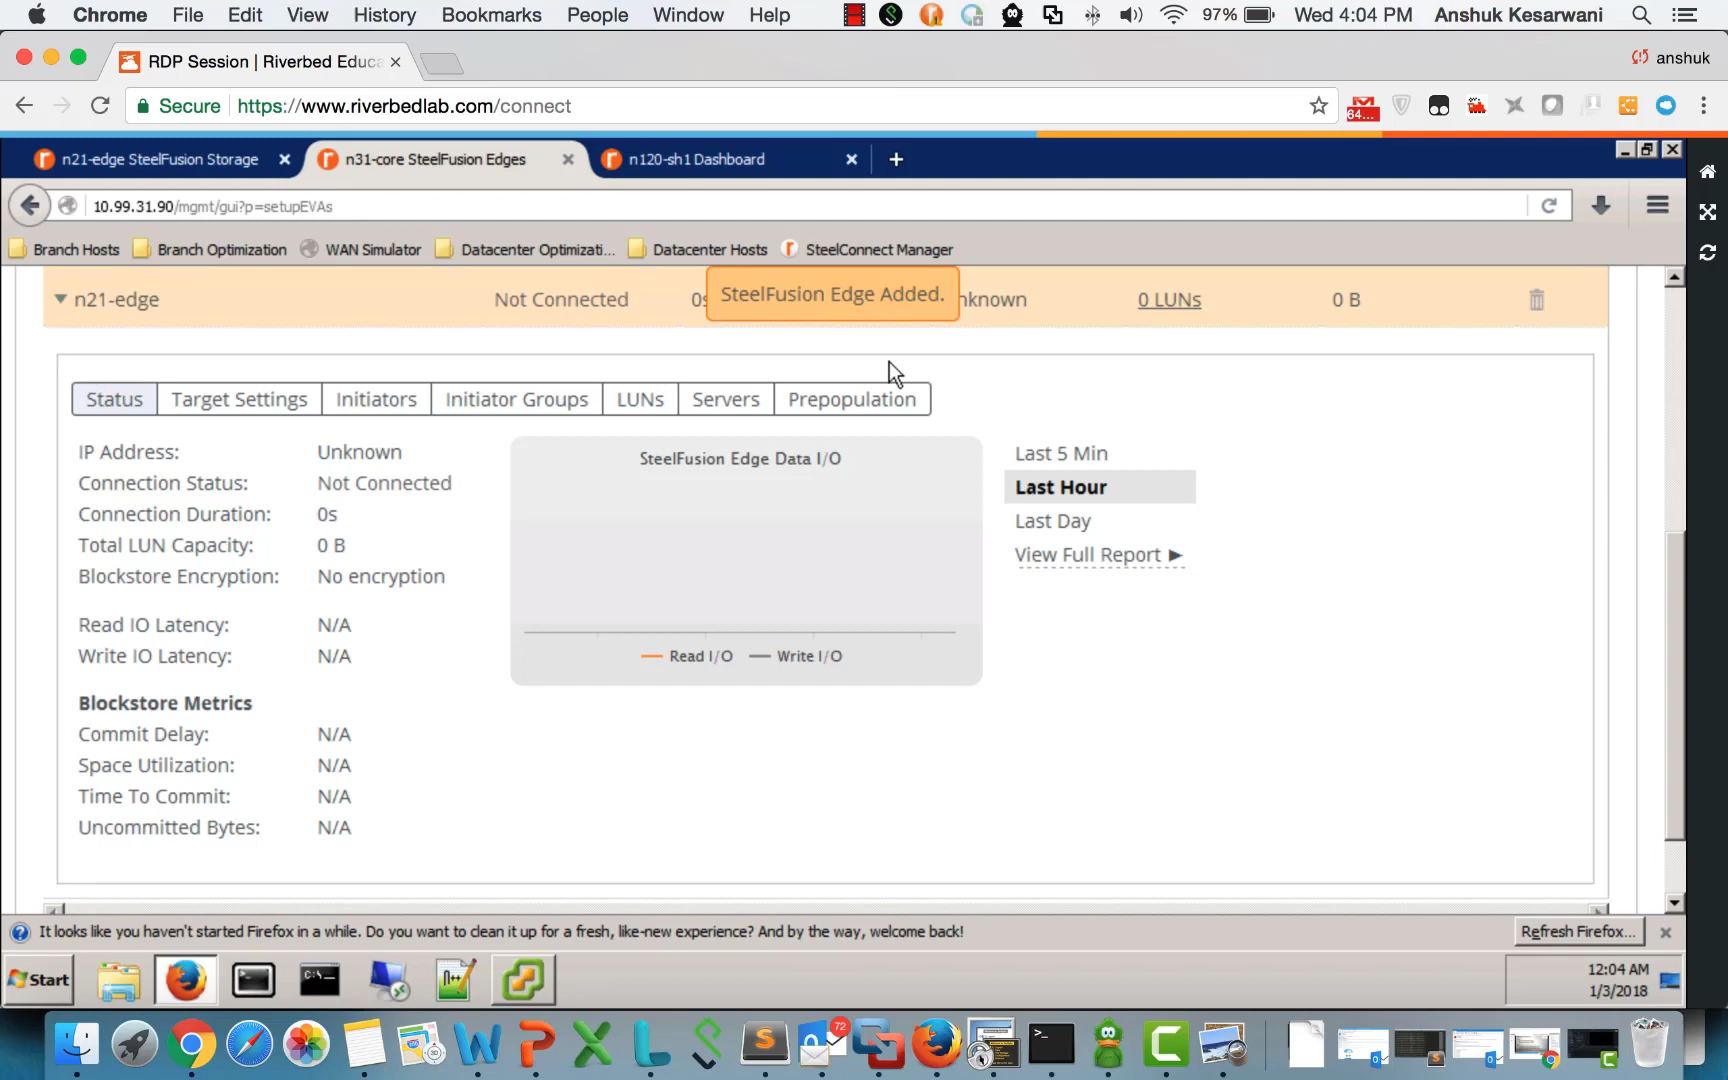 Chrome File Edit View History Bookmarks People Window Help 97% Wed 4:04 PM Anshuk Kesarwani
RDP Session | Riverbed Educa
anshuk
Secure https://www.riverbedlab.com/connect
64...
n21-edge SteelFusion Storage n31-core SteelFusion Edges n120-sh1 Dashboard
10.99.31.90/mgmt/gui?p=setupEVAs
Branch Hosts Branch Optimization WAN Simulator Datacenter Optimizati... Datacenter Hosts SteelConnect Manager
n21-edge Not Connected 0s SteelFusion Edge Added. nknown 0 LUNs 0 B
Status Target Settings Initiators Initiator Groups LUNs Servers Prepopulation
IP Address: Unknown
Connection Status: Not Connected
Connection Duration: 0s
Total LUN Capacity: 0 B
Blockstore Encryption: No encryption
Read IO Latency: N/A
Write IO Latency: N/A
Blockstore Metrics
Commit Delay: N/A
Space Utilization: N/A
Time To Commit: N/A
Uncommitted Bytes: N/A
SteelFusion Edge Data I/O
Read I/O Write I/O
Last 5 Min
Last Hour
Last Day
View Full Report
It looks like you haven't started Firefox in a while. Do you want to clean it up for a fresh, like-new experience? And by the way, welcome back!
Refresh Firefox...
Start
12:04 AM
1/3/2018
72